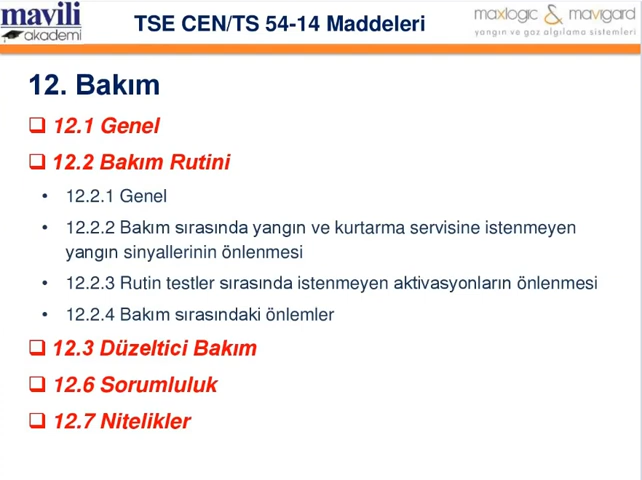 mavili
akademi
TSE CEN/TS 54-14 Maddeleri
maxlogic & mavigard
yangın ve gaz algılama sistemleri
12. Bakım
❑ 12.1 Genel
❑ 12.2 Bakım Rutini
• 12.2.1 Genel
• 12.2.2 Bakım sırasında yangın ve kurtarma servisine istenmeyen
yangın sinyallerinin önlenmesi
• 12.2.3 Rutin testler sırasında istenmeyen aktivasyonların önlenmesi
• 12.2.4 Bakım sırasındaki önlemler
❑ 12.3 Düzeltici Bakım
❑ 12.6 Sorumluluk
❑ 12.7 Nitelikler